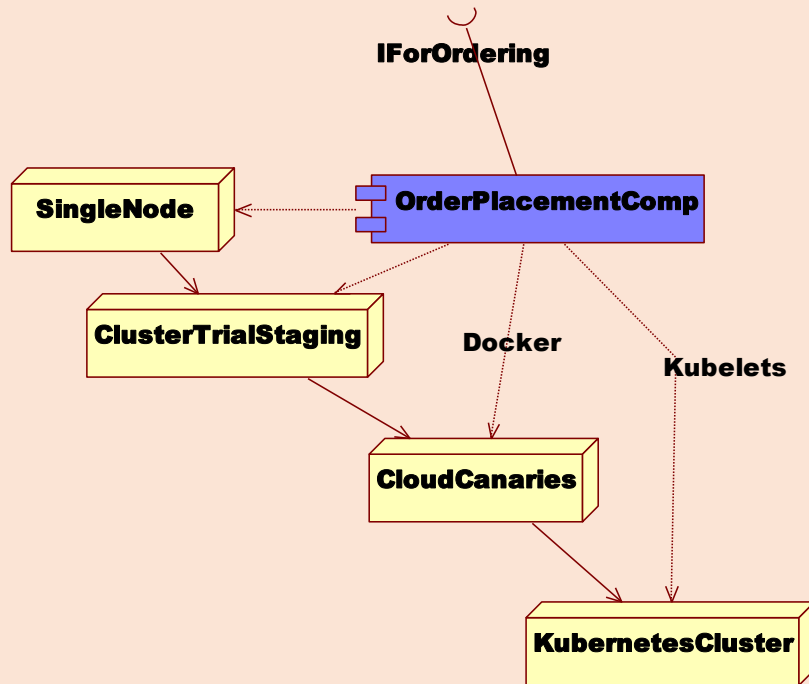 IForOrdering
OrderPlacementComp
SingleNode
ClusterTrialStaging
Docker
Kubelets
CloudCanaries
KubernetesCluster